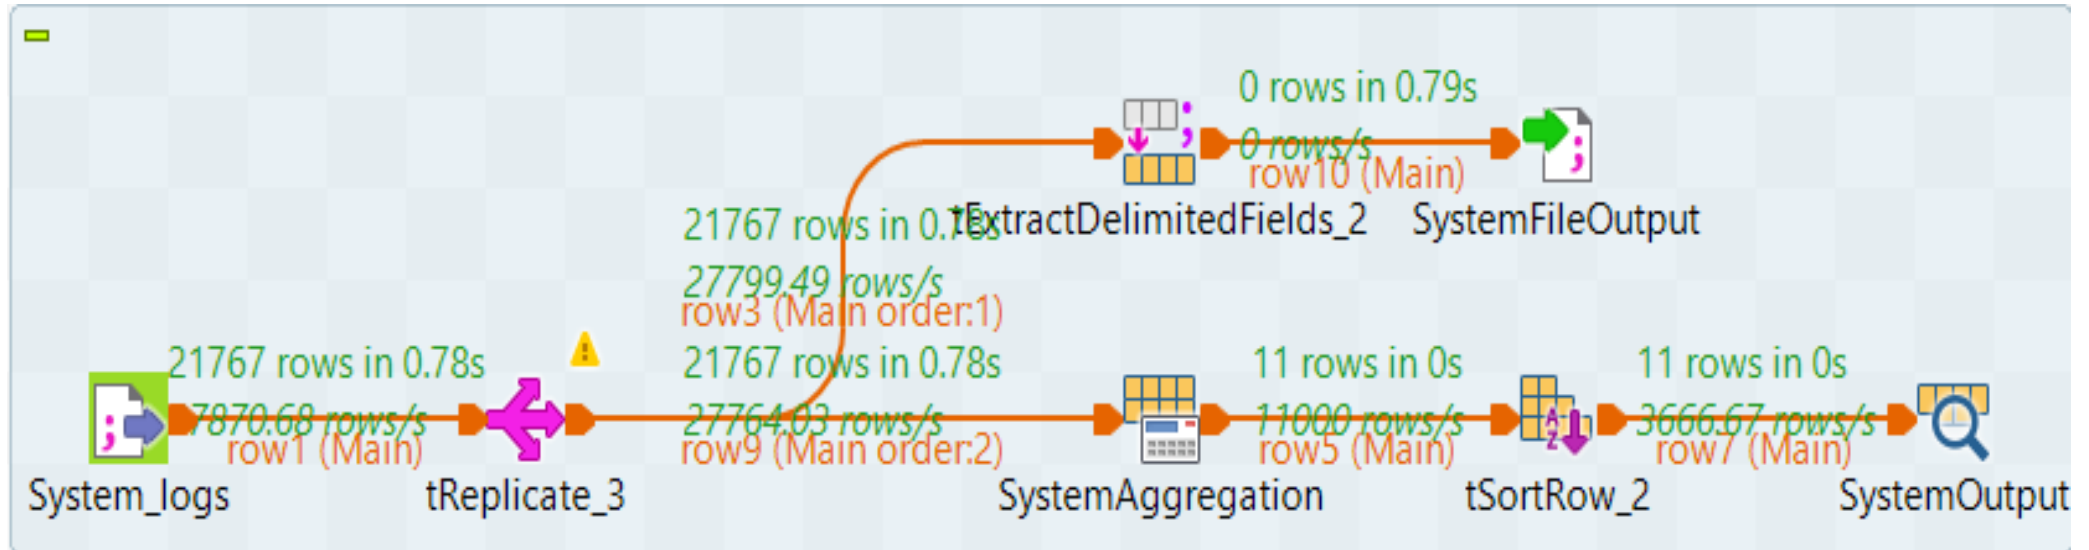 0 rows in 0.79s
0 rows/s
row10 (Main)
tExtractDelimitedFields_2
SystemFileOutput
21767 rows in 0.78s
27799.49 rows/s
row3 (Main order:1)
21767 rows in 0.78s
7870.68 rows/s
row1 (Main)
21767 rows in 0.78s
27764.03 rows/s
row9 (Main order:2)
11 rows in 0s
11000 rows/s
row5 (Main)
11 rows in 0s
3666.67 rows/s
row7 (Main)
System_logs
tReplicate_3
SystemAggregation
tSortRow_2
SystemOutput